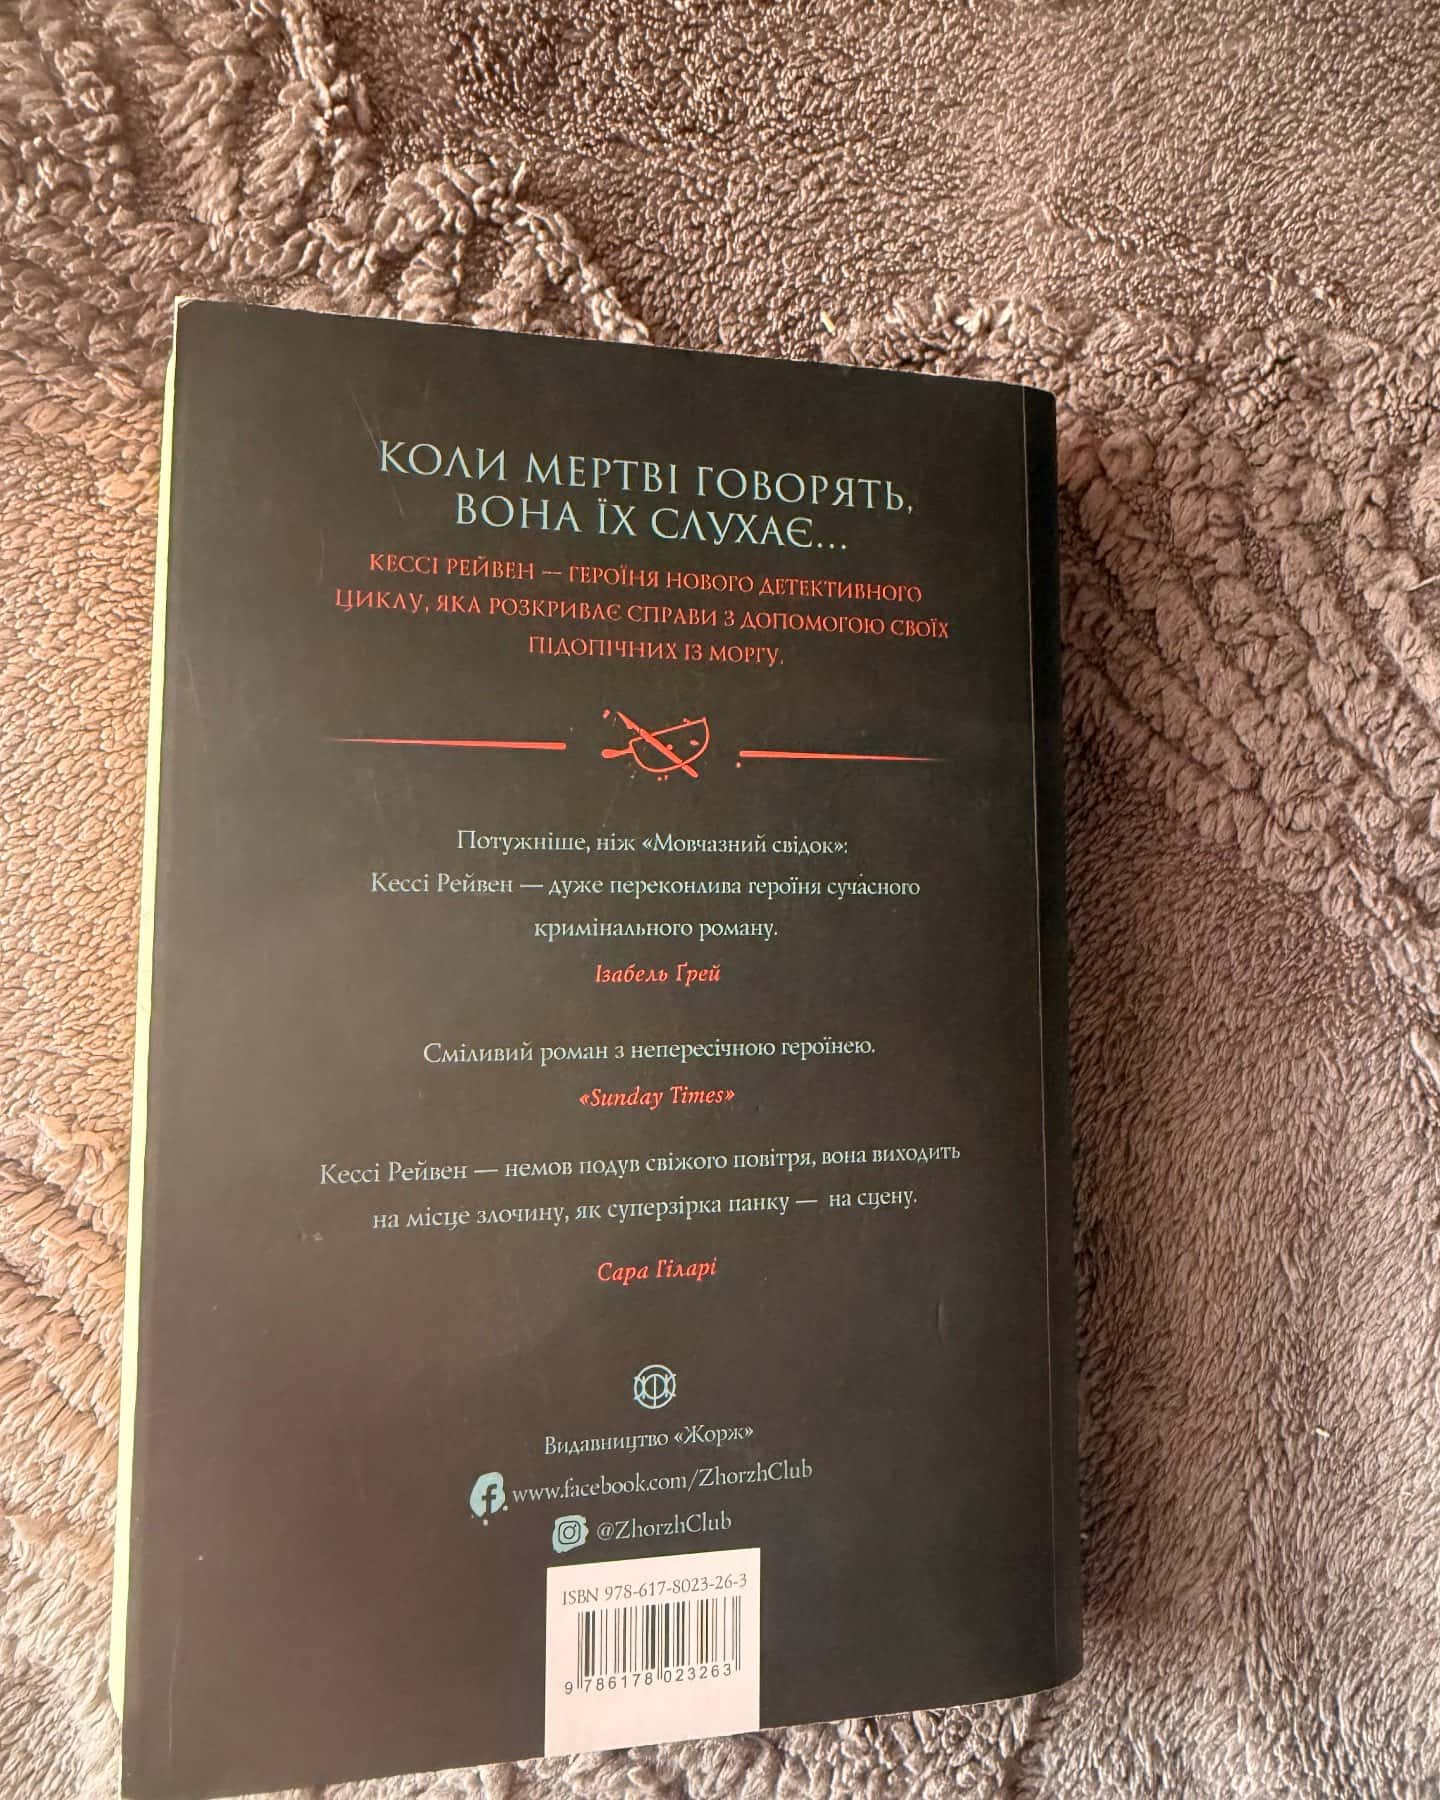 КОЛИ МЕРТВІ ГОВОРЯТЬ,
ВОНА ЇХ СЛУХАЄ...
КЕССІ РЕЙВЕН — ГЕРОЇНЯ НОВОГО ДЕТЕКТИВНОГО
ЦИКЛУ, ЯКА РОЗКРИВАЄ СПРАВИ З ДОПОМОГОЮ СВОЇХ
ПІДОПІЧНИХ ІЗ МОРГУ.
Потужніше, ніж «Мовчазний свідок»:
Кессі Рейвен — дуже переконлива героїня сучасного
кримінального роману.
Ізабель Ґрей
Сміливий роман з непересічною героїнею.
«Sunday Times»
Кессі Рейвен — немов подув свіжого повітря, вона виходить
на місце злочину, як суперзірка панку — на сцену.
Сара Гіларі
Видавництво «Жорж»
www.facebook.com/ZhorzhClub
@ZhorzhClub
ISBN 978-617-8023-26-3
9 786178 023263